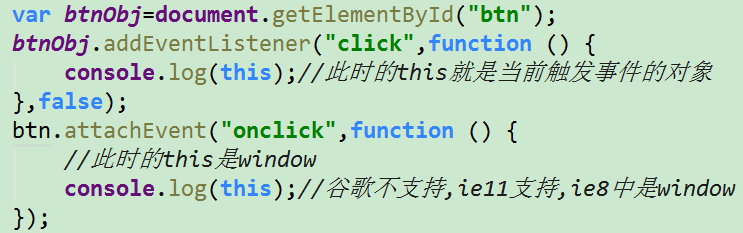 var btnObj=document.getElementById("btn");
btnObj.addEventListener("click",function () {
    console.log(this);//此时的this就是当前触发事件的对象
},false);
btn.attachEvent("onclick",function () {
    //此时的this是window
    console.log(this);//谷歌不支持,ie11支持,ie8中是window
});